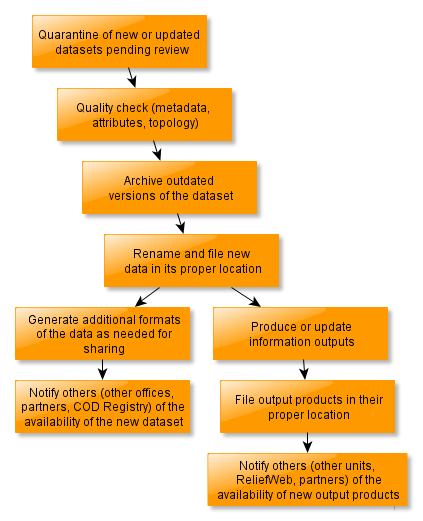 Quarantine of new or updated
datasets pending review
Quality check (metadata,
attributes, topology)
Archive outdated
versions of the dataset
Rename and file new
data in its proper location
Generate additional formats
of the data as needed for
sharing
Produce or update
information outputs
Notify others (other offices,
partners, COD Registry) of the
availability of the new dataset
File output products in their
proper location
Notify others (other units,
ReliefWeb, partners) of the
availability of new output products